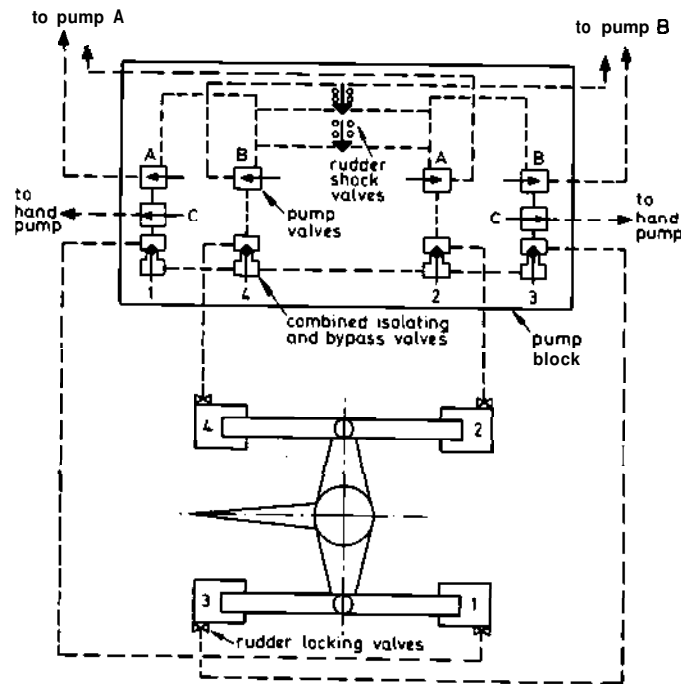 to pump A
to pump B
A
B
A
B
rudder
shock
valves
to
hand
pump
C
pump
valves
C
to
hand
pump
1
4
2
3
combined isolating
and bypass valves
pump
block
4
2
3
1
rudder locking valves